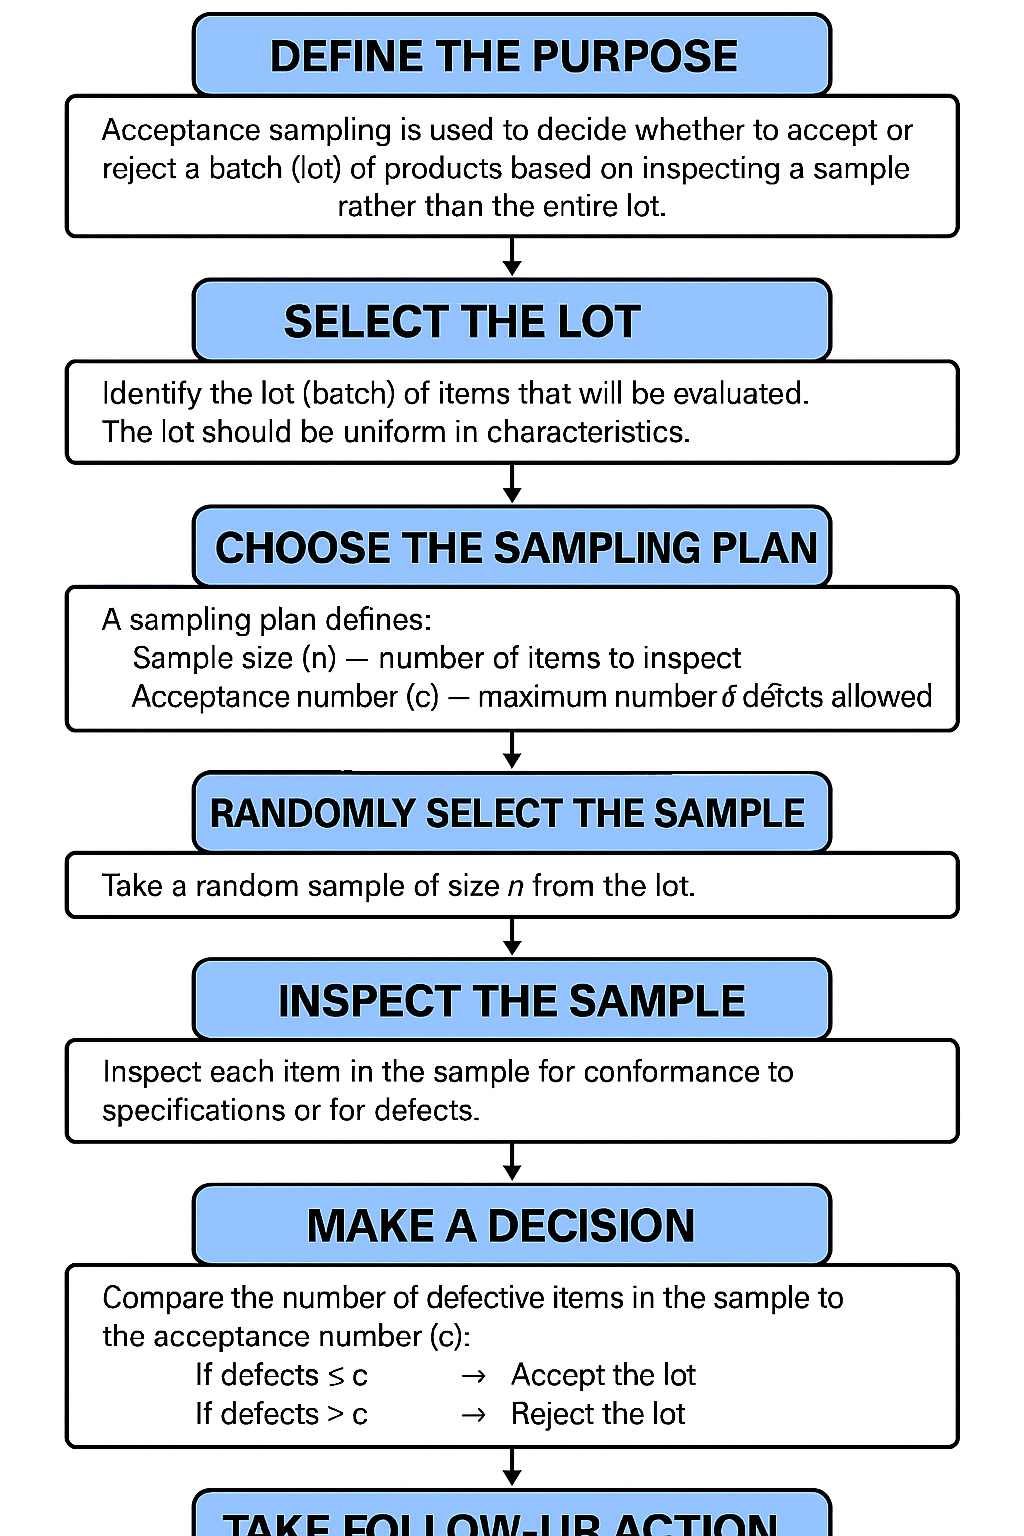 DEFINE THE PURPOSE
Acceptance sampling is used to decide whether to accept or
reject a batch (lot) of products based on inspecting a sample
rather than the entire lot.
SELECT THE LOT
Identify the lot (batch) of items that will be evaluated.
The lot should be uniform in characteristics.
CHOOSE THE SAMPLING PLAN
A sampling plan defines:
Sample size (n) — number of items to inspect
Acceptance number (c) — maximum number allowed
RANDOMLY SELECT THE SAMPLE
Take a random sample of size n from the lot.
INSPECT THE SAMPLE
Inspect each item in the sample for conformance to
specifications or for defects.
MAKE A DECISION
Compare the number of defective items in the sample to
the acceptance number (c):
If defects ≤ c → Accept the lot
If defects > c → Reject the lot
TAKE FOLLOW-UP ACTION